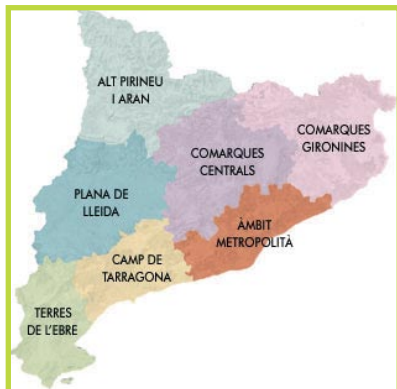 ALT PIRINEU
I ARAN
COMARQUES
GIRONINES
COMARQUES
CENTRALS
PLANA DE
LLEIDA
ÀMBIT
METROPOLITÀ
CAMP DE
TARRAGONA
TERRES
DE L'EBRE